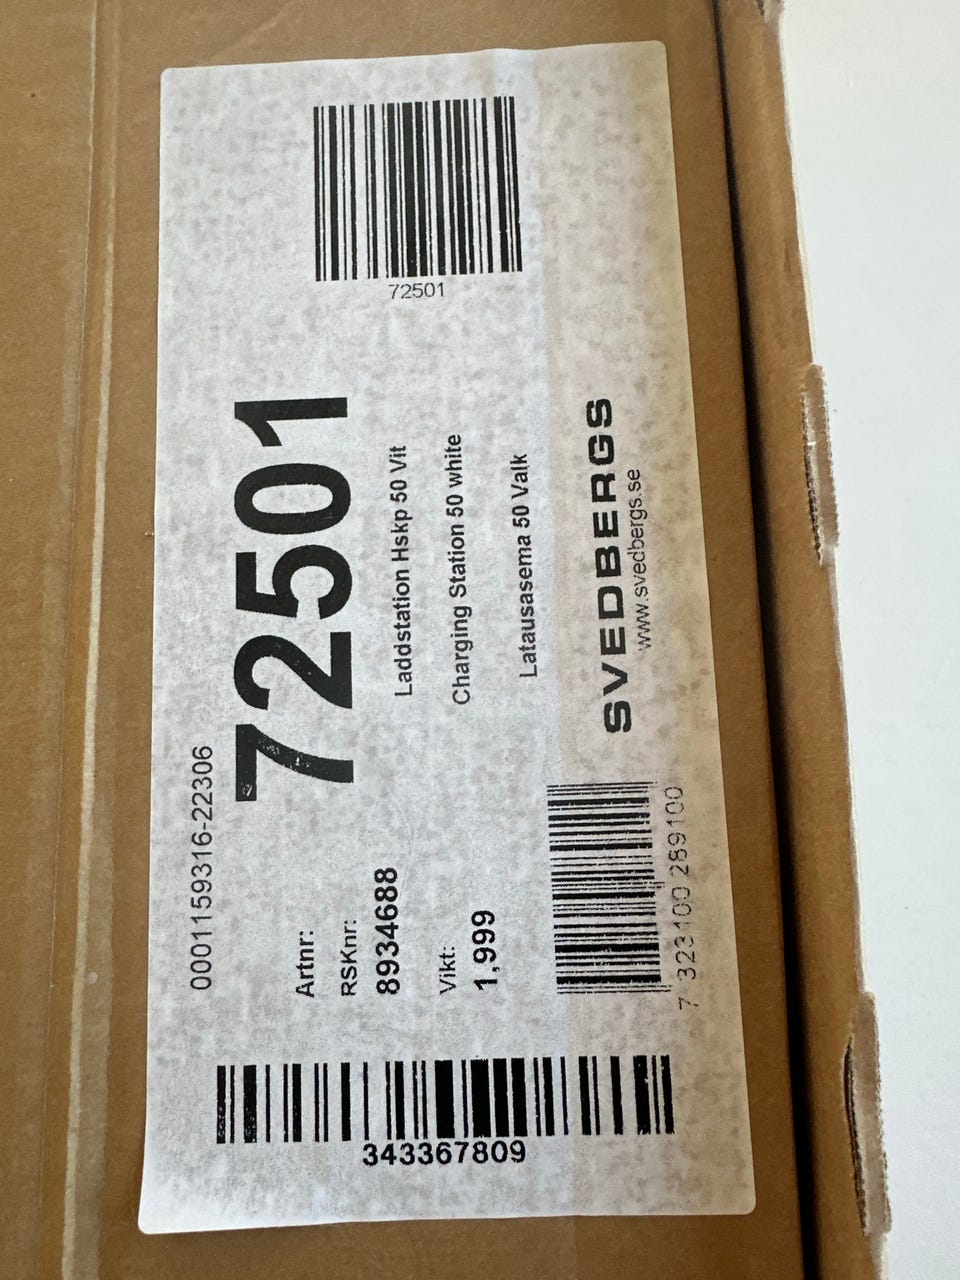 0001159316-22306
Artnr:
72501
RSKnr:
8934688
Laddstation Hskp 50 Vit
Charging Station 50 white
Latausasema 50 Valk
Vikt:
1,999
SVEDBERGS
www.svedbergs.se
7 323100 289100
72501
343367809